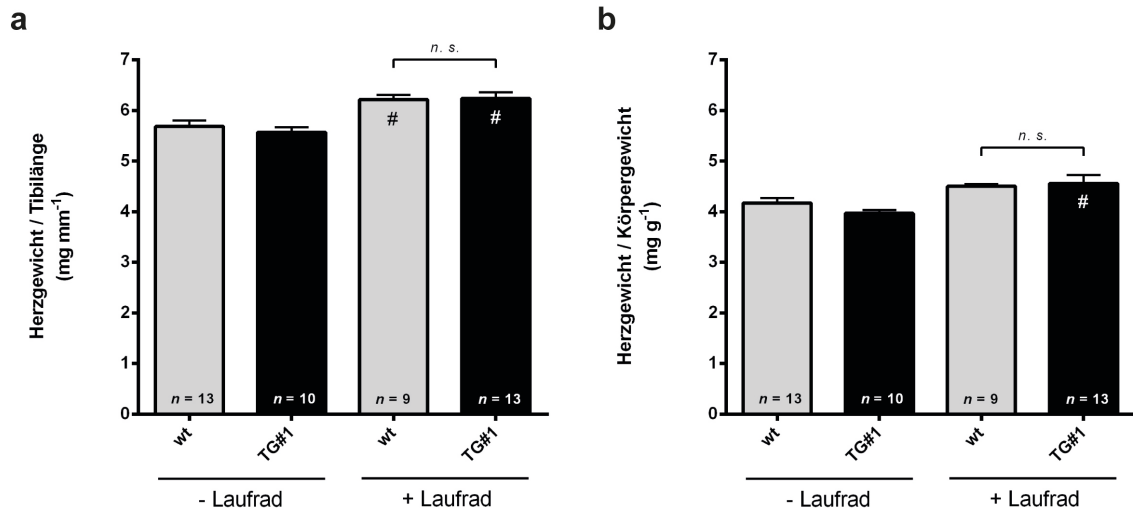 a
Herzgewicht / Tibilänge
(mg mm⁻¹)
7
6
5
4
3
2
1
0
n. s.
#
#
n = 13
n = 10
n = 9
n = 13
wt
TG#1
wt
TG#1
- Laufrad
+ Laufrad
b
Herzgewicht / Körpergewicht
(mg g⁻¹)
7
6
5
4
3
2
1
0
n. s.
#
n = 13
n = 10
n = 9
n = 13
wt
TG#1
wt
TG#1
- Laufrad
+ Laufrad